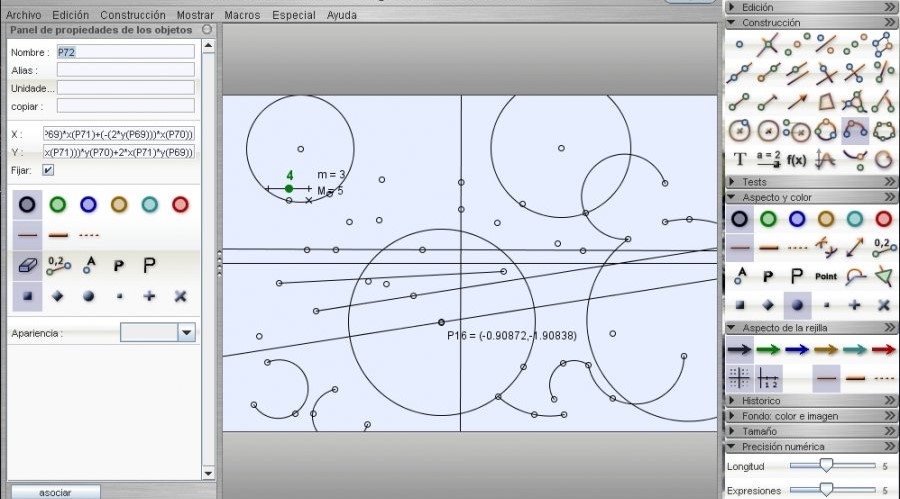 Archivo Edición Construcción Mostrar Macros Especial Ayuda
Panel de propiedades de los objetos
Nombre : P72
Alias :
Unidade...
copiar :
X : ?69)*x(P71)+(-(2*y(P69)))*x(P70))
Y : x(P71)))*y(P70)+2*x(P71)*y(P69))
Fijar:
0,2 A P P
Apariencia :
asociar
4
m = 3
M = 5
P16 = (-0.90872,-1.90838)
Edición
Construcción
T a = 2 f(x)
Tests
Aspecto y color
0,2
A P P Point
Aspecto de la rejilla
1 2
Historico
Fondo: color e imagen
Tamaño
Precisión numérica
Longitud 5
Expresiones 5